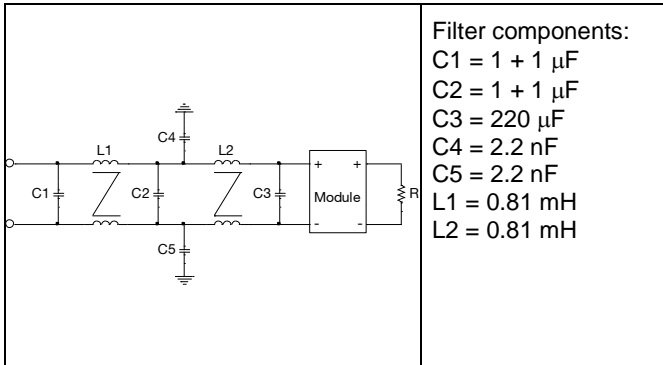 Filter components:
C1 = 1 + 1 μF
C2 = 1 + 1 μF
C3 = 220 μF
C4 = 2.2 nF
C5 = 2.2 nF
L1 = 0.81 mH
L2 = 0.81 mH
C4
L1
L2
+ +
C1
C2
C3
Module
R
- -
C5